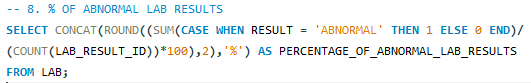 -- 8. % OF ABNORMAL LAB RESULTS
SELECT CONCAT(ROUND((SUM(CASE WHEN RESULT = 'ABNORMAL' THEN 1 ELSE 0 END)/
(COUNT(LAB_RESULT_ID))*100),2),'%') AS PERCENTAGE_OF_ABNORMAL_LAB_RESULTS
FROM LAB;